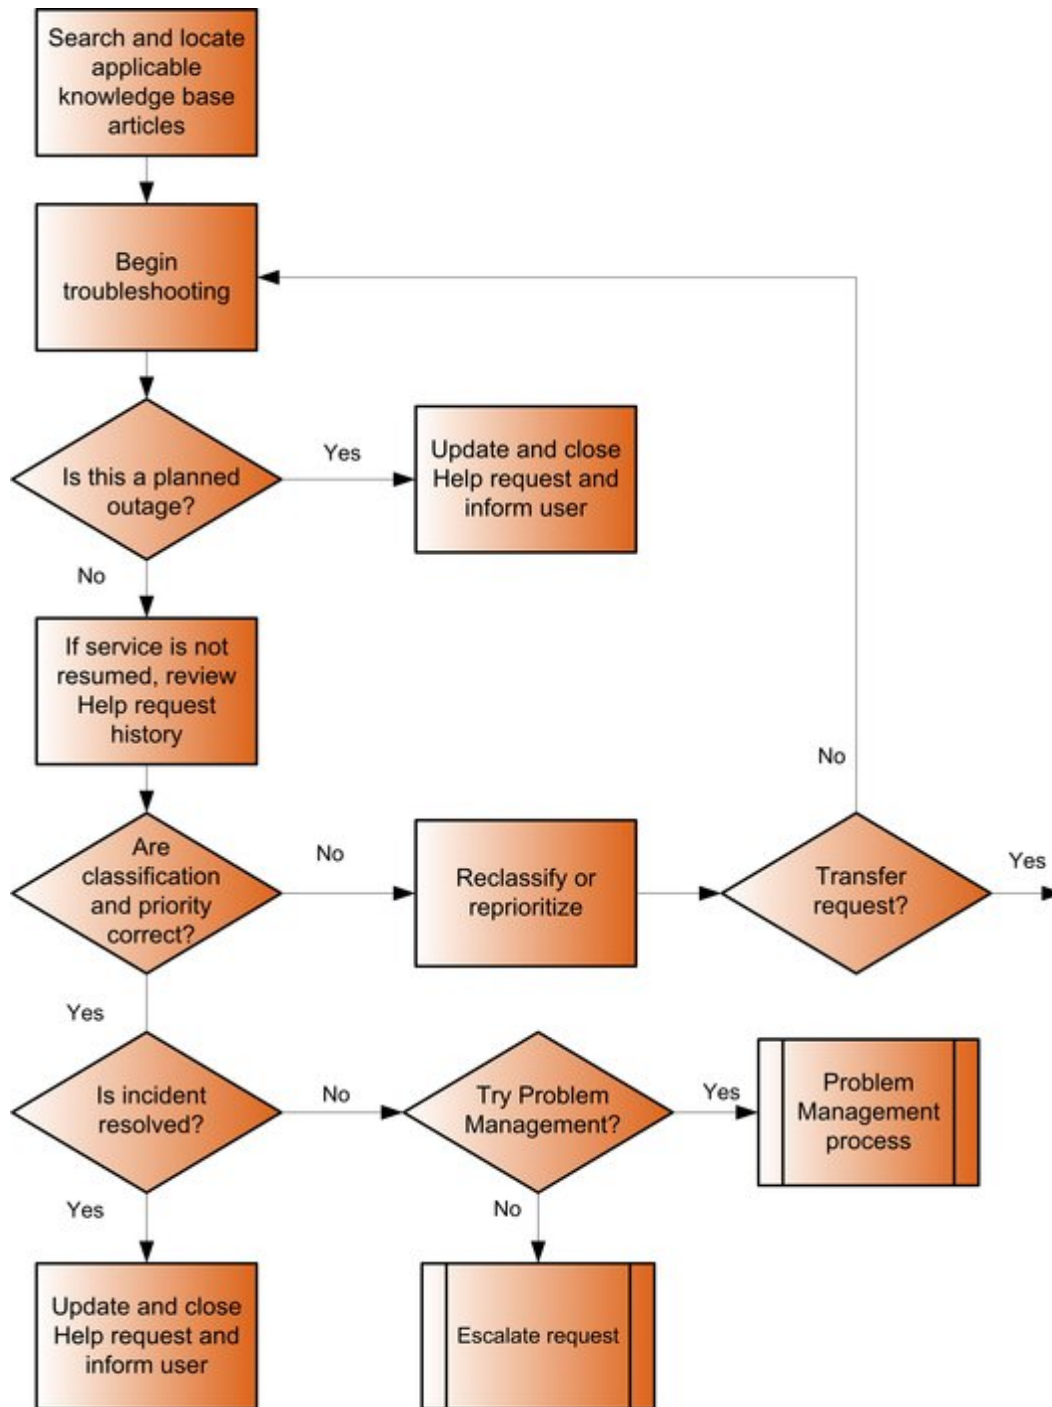 Search and locate
applicable
knowledge base
articles
Begin
troubleshooting
Is this a planned
outage?
Yes
Update and close
Help request and
inform user
No
If service is not
resumed, review
Help request
history
Are
classification
and priority
correct?
No
Reclassify or
reprioritize
Transfer
request?
No
Yes
Yes
Is incident
resolved?
No
Try Problem
Management?
Yes
Problem
Management
process
Yes
Update and close
Help request and
inform user
No
Escalate request